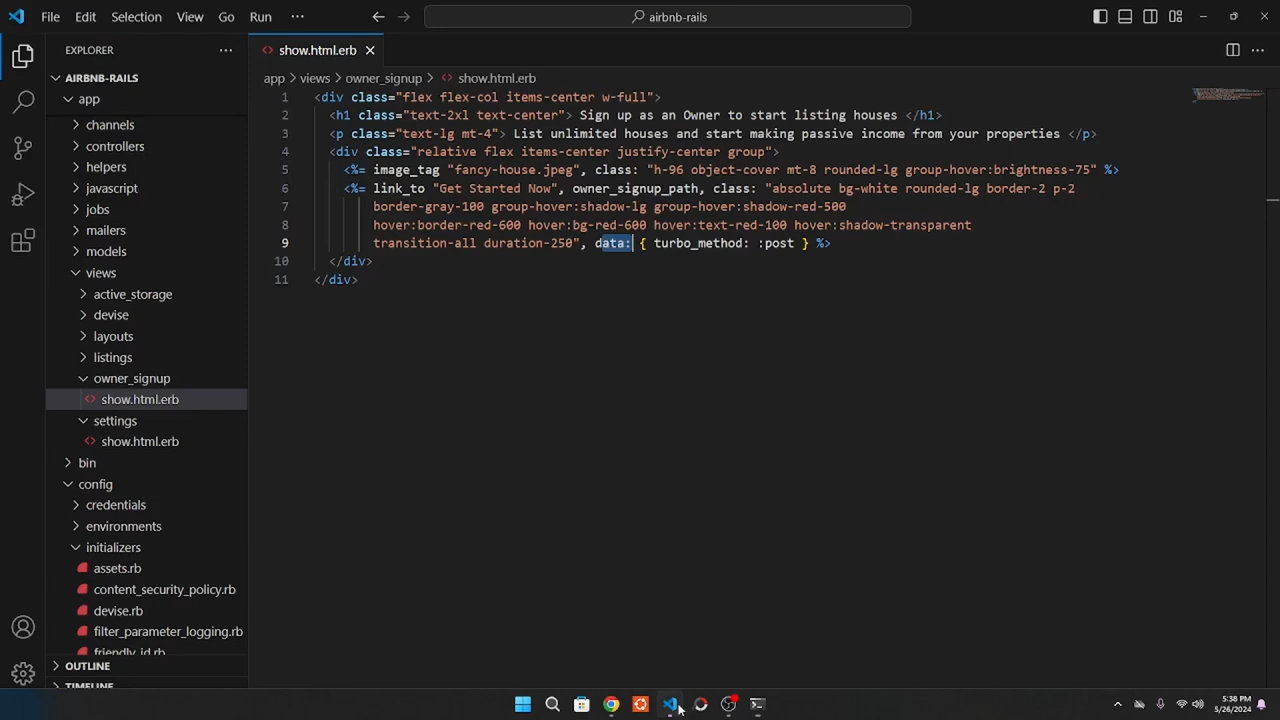 File Edit Selection View Go Run ··· airbnb-rails
EXPLORER ···
show.html.erb
AIRBNB-RAILS
app
channels
controllers
helpers
javascript
jobs
mailers
models
views
active_storage
devise
layouts
listings
owner_signup
show.html.erb
settings
show.html.erb
bin
config
credentials
environments
initializers
assets.rb
content_security_policy.rb
devise.rb
filter_parameter_logging.rb
friendly_id.rb
OUTLINE
TIMELINE
app > views > owner_signup > show.html.erb
1 <div class="flex flex-col items-center w-full">
2 <h1 class="text-2xl text-center"> Sign up as an Owner to start listing houses </h1>
3 <p class="text-lg mt-4"> List unlimited houses and start making passive income from your properties </p>
4 <div class="relative flex items-center justify-center group">
5 <%= image_tag "fancy-house.jpeg", class: "h-96 object-cover mt-8 rounded-lg group-hover:brightness-75" %>
6 <%= link_to "Get Started Now", owner_signup_path, class: "absolute bg-white rounded-lg border-2 p-2
7 border-gray-100 group-hover:shadow-lg group-hover:shadow-red-500
8 hover:border-red-600 hover:bg-red-600 hover:text-red-100 hover:shadow-transparent
9 transition-all duration-250", data: { turbo_method: :post } %>
10 </div>
11 </div>
5:38 PM
5/26/2024